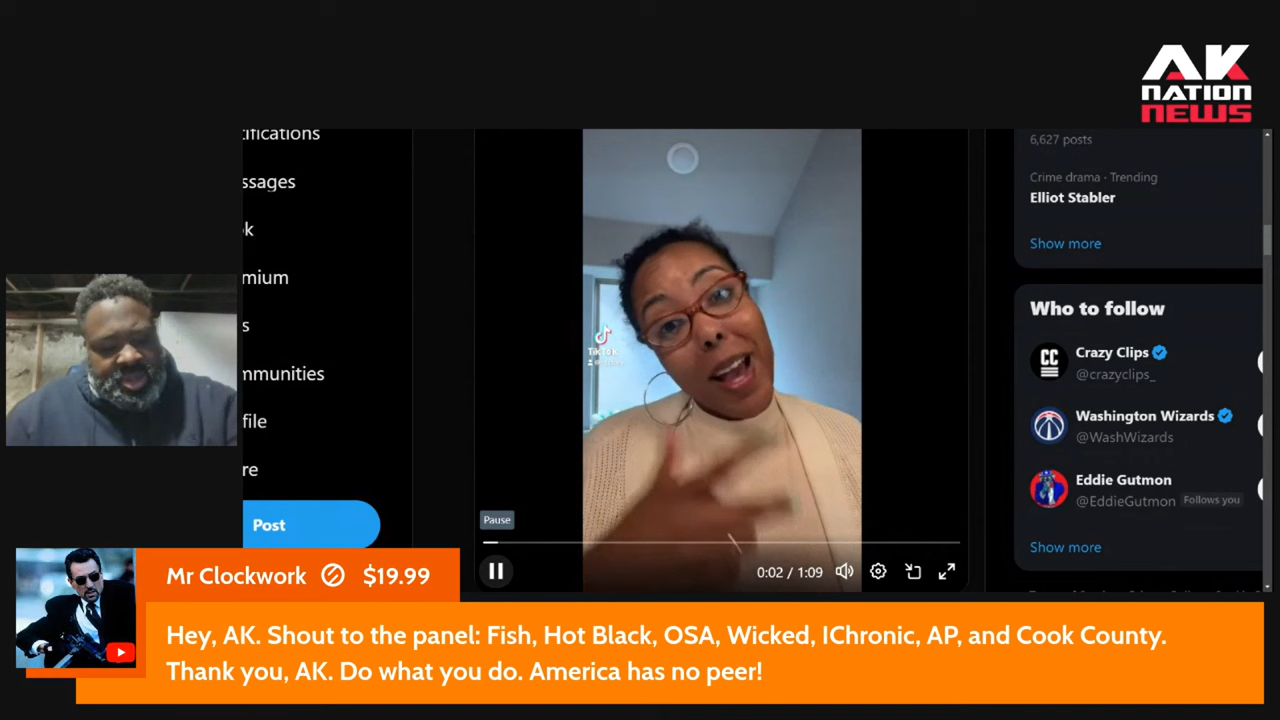 AK
NATION
NEWS
tifications
ssages
k
mium
s
mmunities
file
re
Post
TikTok
Pause
0:02 / 1:09
6,627 posts
Crime drama · Trending
Elliot Stabler
Show more
Who to follow
CC
Crazy Clips
@crazyclips_
Washington Wizards
@WashWizards
Eddie Gutmon
@EddieGutmon Follows you
Show more
Mr Clockwork $19.99
Hey, AK. Shout to the panel: Fish, Hot Black, OSA, Wicked, IChronic, AP, and Cook County.
Thank you, AK. Do what you do. America has no peer!